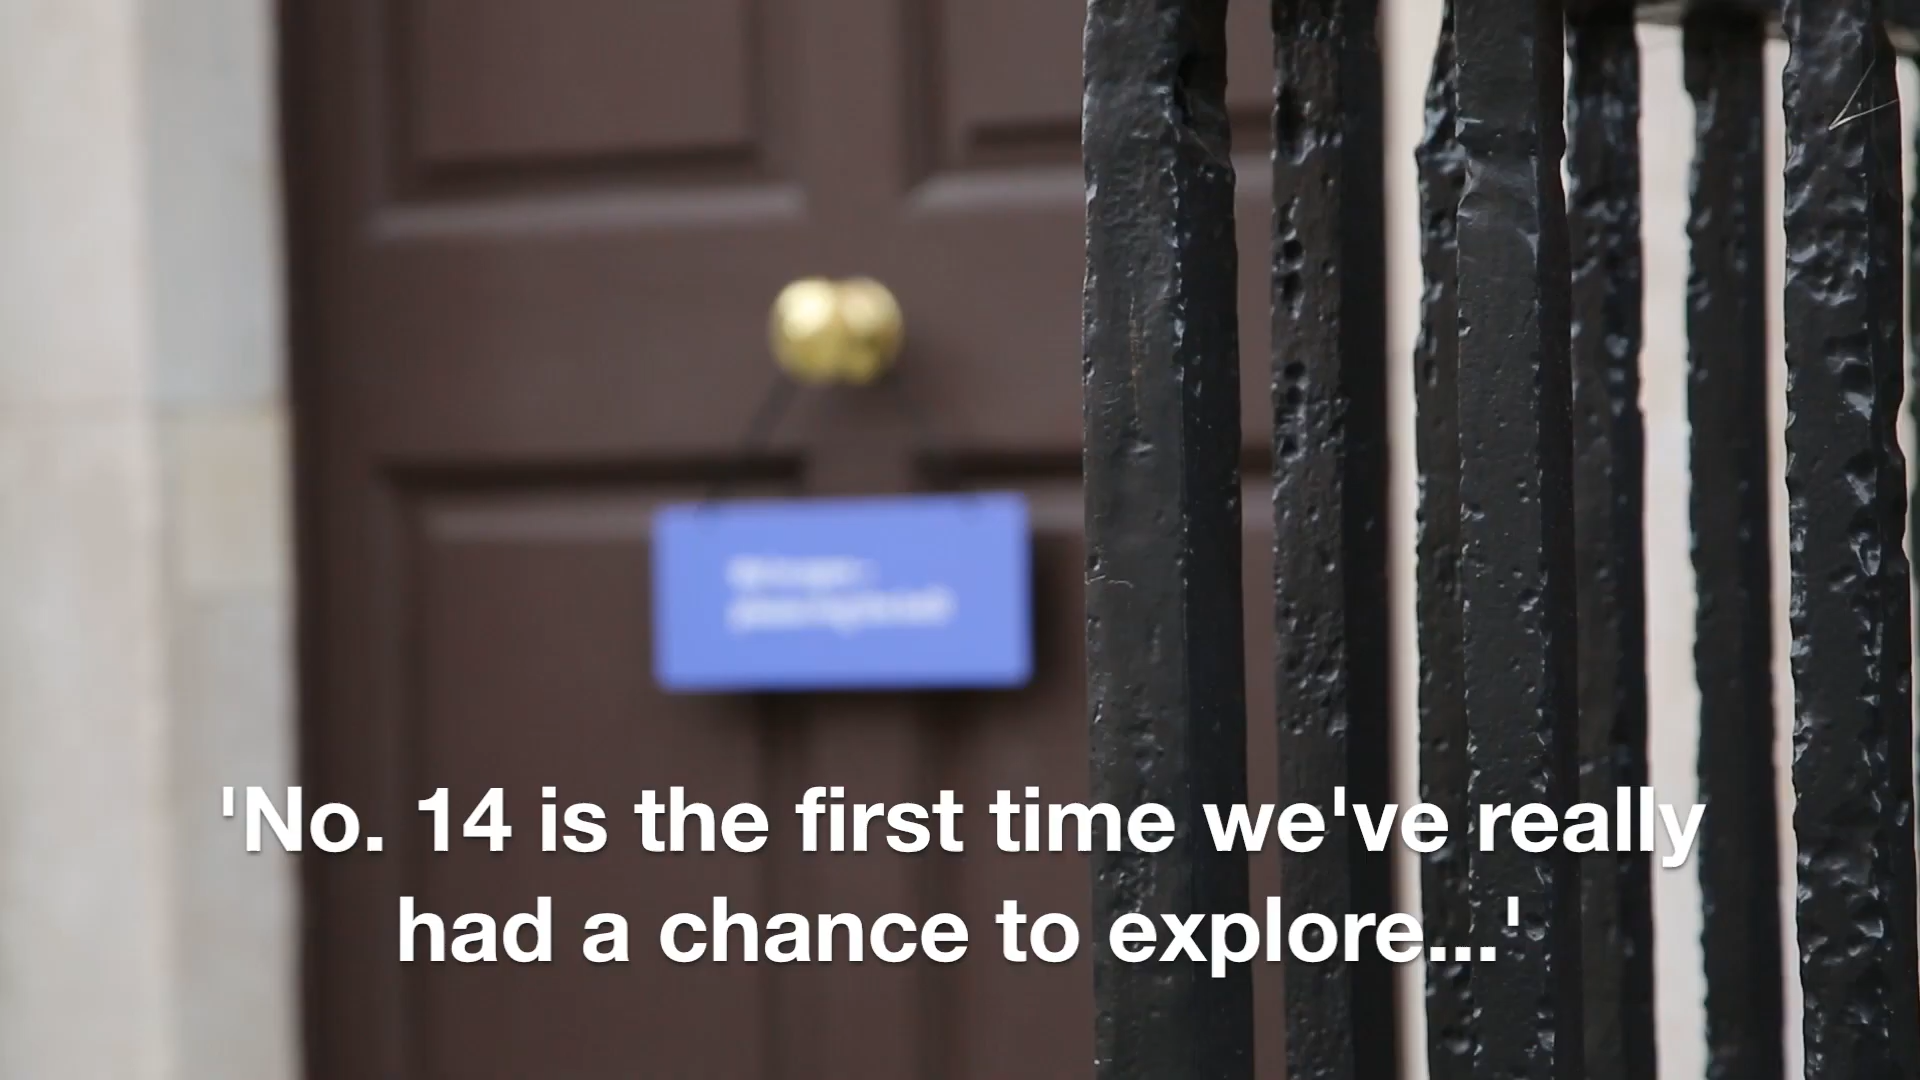 'No. 14 is the first time we've really
had a chance to explore...'